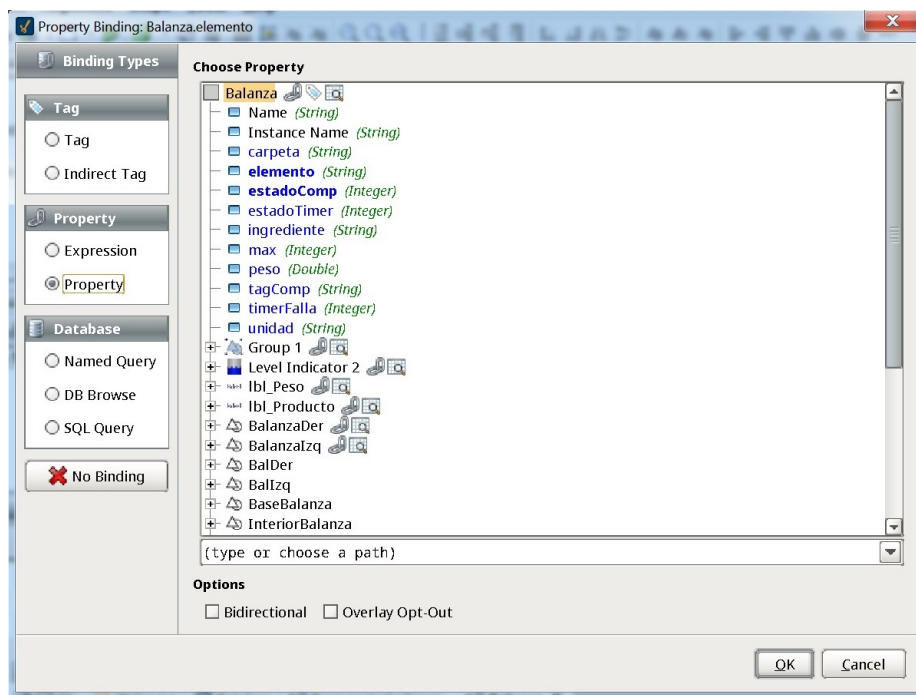 Property Binding: Balanza.elemento
Binding Types
Tag
Tag
Indirect Tag
Property
Expression
Property
Database
Named Query
DB Browse
SQL Query
No Binding
Choose Property
Balanza
Name (String)
Instance Name (String)
carpeta (String)
elemento (String)
estadoComp (Integer)
estadoTimer (Integer)
ingrediente (String)
max (Integer)
peso (Double)
tagComp (String)
timerFalla (Integer)
unidad (String)
Group 1
Level Indicator 2
lbl_Peso
lbl_Producto
BalanzaDer
BalanzaIzq
BalDer
BalIzq
BaseBalanza
InteriorBalanza
(type or choose a path)
Options
Bidirectional Overlay Opt-Out
OK Cancel